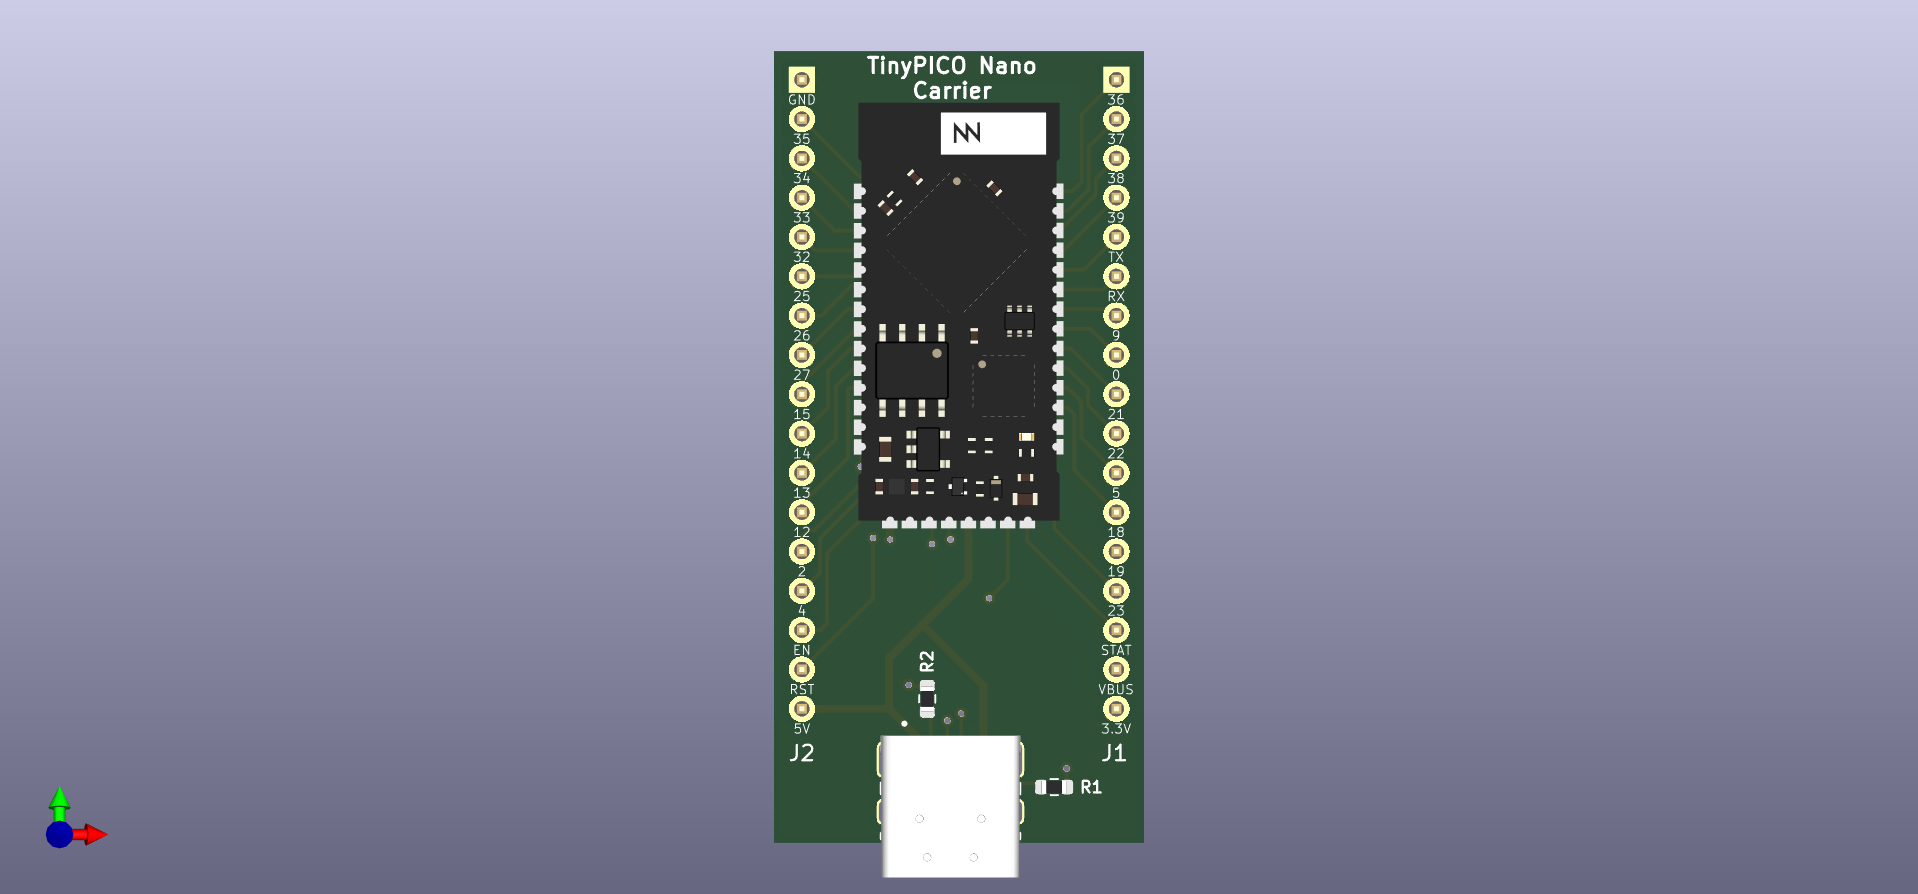 TinyPICO Nano
Carrier
GND
35
34
33
32
25
26
27
15
14
13
12
2
4
EN
RST
5V
J2
36
37
38
39
TX
RX
9
0
21
22
5
18
19
23
STAT
VBUS
3.3V
J1
R2
R1